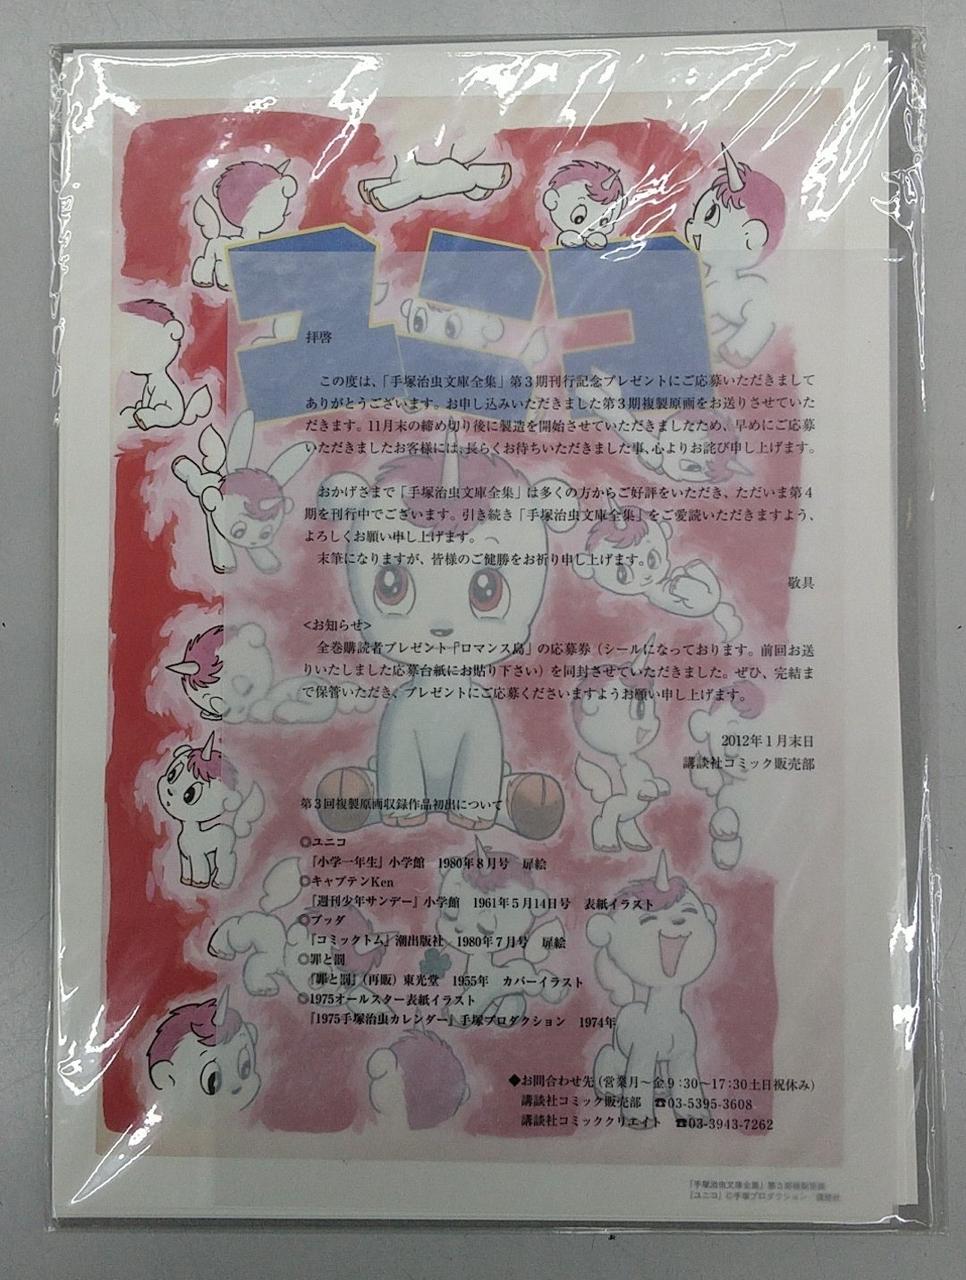 ユニコ
拝啓
この度は、「手塚治虫文庫全集」第3期刊行記念プレゼントにご応募いただきまして
ありがとうございます。お申し込みいただきました第3期複製原画をお送りさせていた
だきます。11月末の締め切り後に製造を開始させていただきましたため、早めにご応募
いただきましたお客様には、長らくお待ちいただきました事、心よりお詫び申し上げます。
おかげさまで「手塚治虫文庫全集」は多くの方からご好評をいただき、ただいま第4
期を刊行中でございます。引き続き「手塚治虫文庫全集」をご愛読いただきますよう、
よろしくお願い申し上げます。
末筆になりますが、皆様のご健勝をお祈り申し上げます。
敬具
<お知らせ>
全巻購読者プレゼント「ロマンス島」の応募券（シールになっております。前回お送
りいたしました応募台紙にお貼り下さい）を同封させていただきました。ぜひ、完結ま
で保管いただき、プレゼントにご応募くださいますようお願い申し上げます。
2012年1月末日
講談社コミック販売部
第3回複製原画収録作品初出について
◎ユニコ
『小学一年生』小学館　1980年8月号　扉絵
◎キャプテンKen
『週刊少年サンデー』小学館　1961年5月14日号　表紙イラスト
◎ブッダ
『コミックトム』潮出版社　1980年7月号　扉絵
◎罪と罰
『罪と罰』（再販）東光堂　1955年　カバーイラスト
◎1975オールスター表紙イラスト
『1975手塚治虫カレンダー』手塚プロダクション　1974年
◆お問合わせ先（営業月～金9：30～17：30土日祝休み）
講談社コミック販売部　☎03-5395-3608
講談社コミッククリエイト　☎03-3943-7262
「手塚治虫文庫全集」第3期複製原画
『ユニコ』©手塚プロダクション　講談社